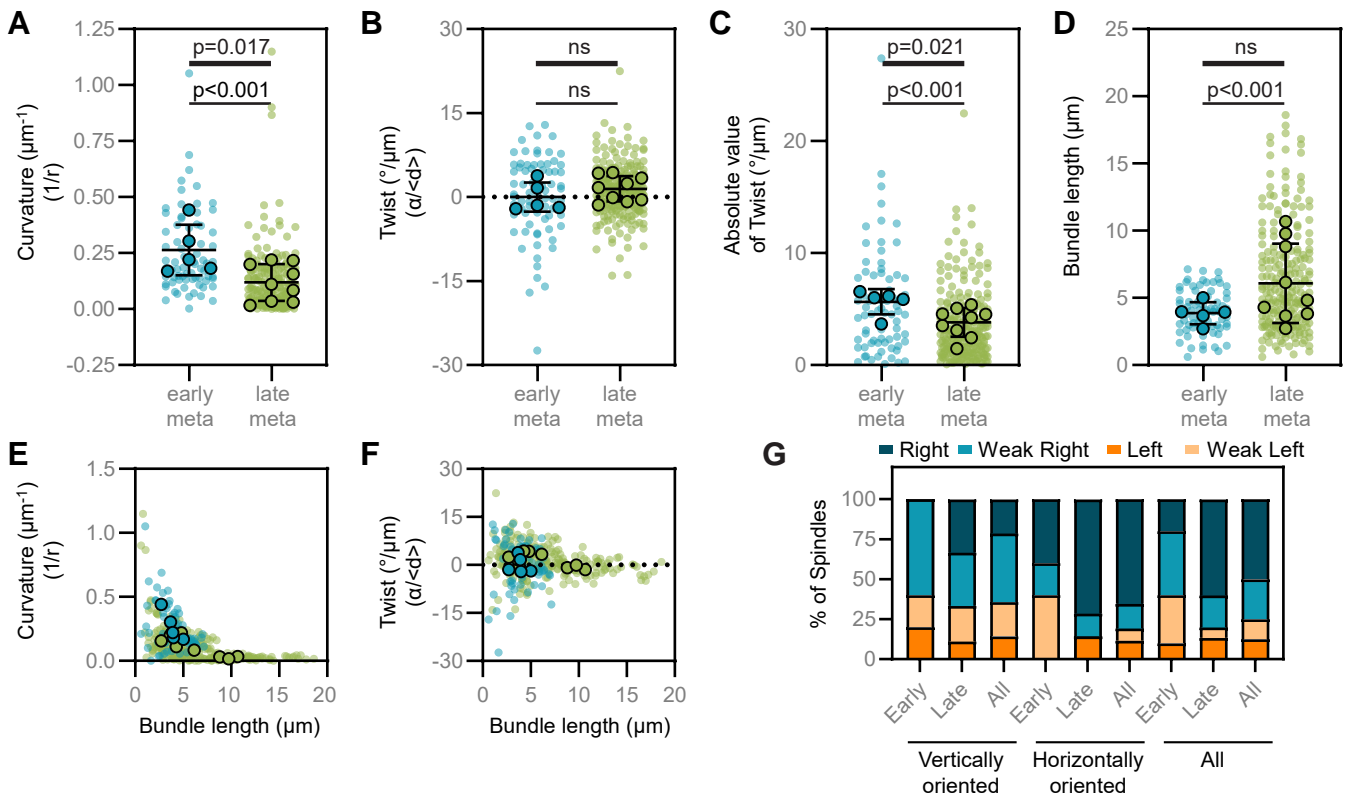 A
Curvature (µm⁻¹)
(1/r)
1.25
1.00
0.75
0.50
0.25
0.00
-0.25
p=0.017
p<0.001
early
meta
late
meta
B
Twist (°/µm)
(α/<d>)
30
15
0
-15
-30
ns
ns
early
meta
late
meta
C
Absolute value
of Twist (°/µm)
30
20
10
0
p=0.021
p<0.001
early
meta
late
meta
D
Bundle length (µm)
25
20
15
10
5
0
ns
p<0.001
early
meta
late
meta
E
Curvature (µm⁻¹)
(1/r)
1.5
1.0
0.5
0.0
0 5 10 15 20
Bundle length (µm)
F
Twist (°/µm)
(α/<d>)
30
15
0
-15
-30
0 5 10 15 20
Bundle length (µm)
G
Right Weak Right Left Weak Left
% of Spindles
100
75
50
25
0
Early Late All Early Late All Early Late All
Vertically
oriented
Horizontally
oriented
All